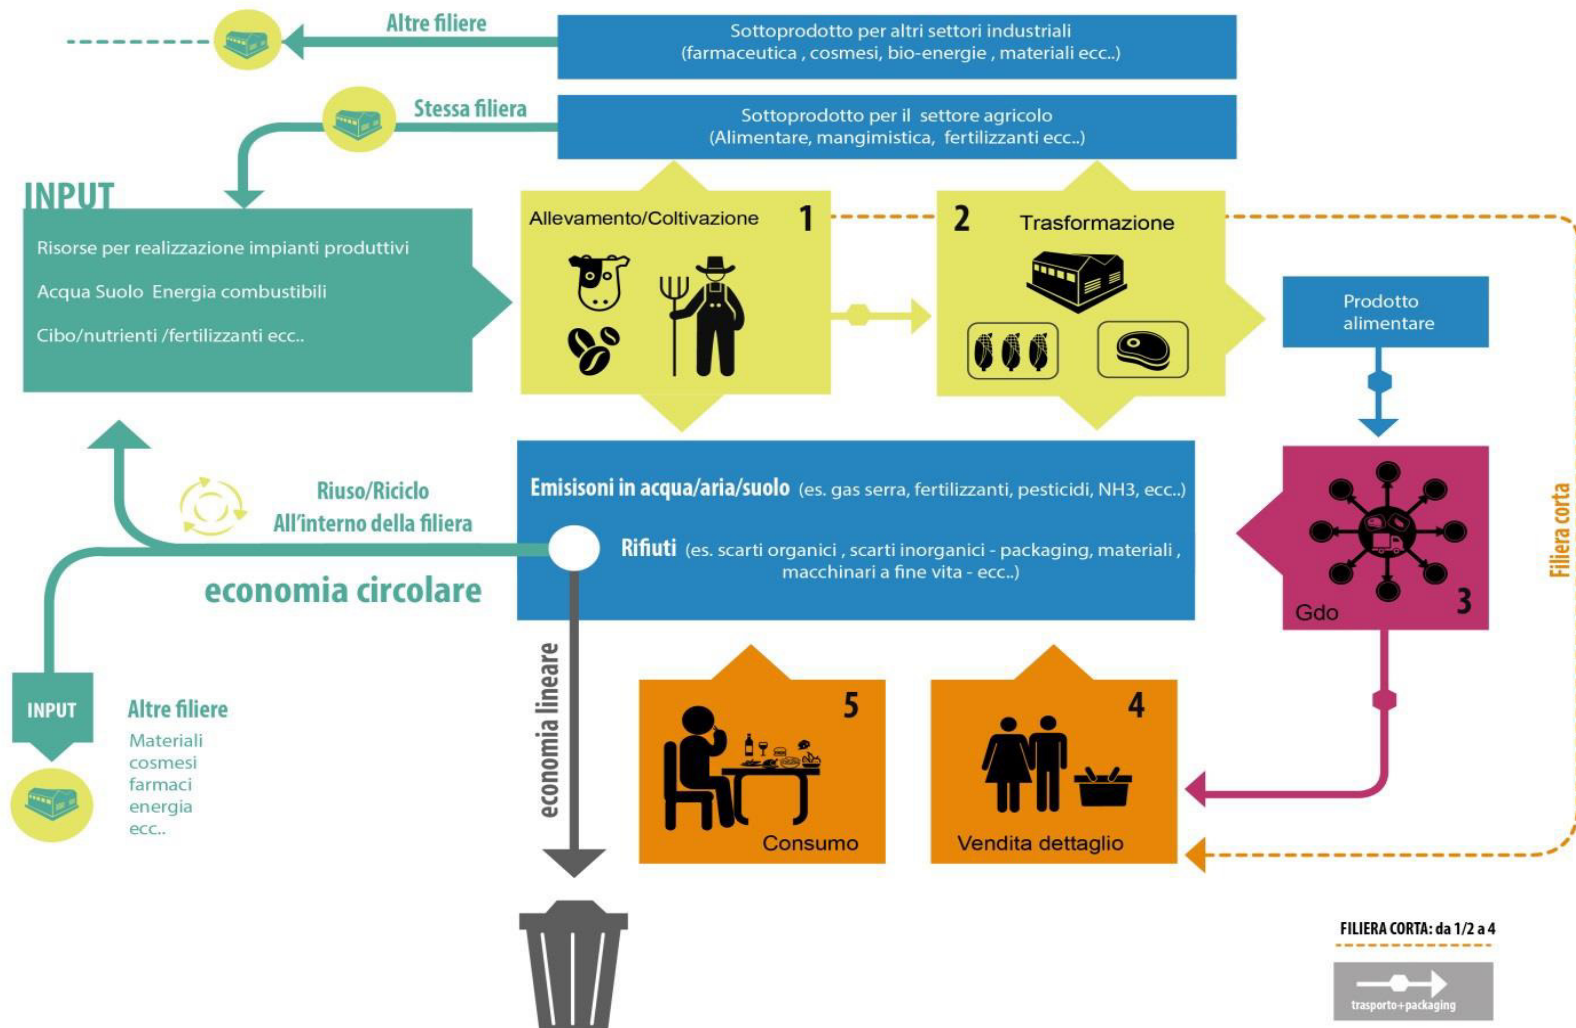 Altre filiere
Sottoprodotto per altri settori industriali
(farmaceutica , cosmesi, bio-energie , materiali ecc..)
Stessa filiera
Sottoprodotto per il settore agricolo
(Alimentare, mangimistica, fertilizzanti ecc..)
INPUT
Risorse per realizzazione impianti produttivi
Acqua Suolo Energia combustibili
Cibo/nutrienti /fertilizzanti ecc..
Allevamento/Coltivazione
1
2
Trasformazione
Prodotto
alimentare
Filiera corta
Riuso/Riciclo
All'interno della filiera
economia circolare
Emisisoni in acqua/aria/suolo (es. gas serra, fertilizzanti, pesticidi, NH3, ecc..)
Rifiuti (es. scarti organici , scarti inorganici - packaging, materiali ,
macchinari a fine vita - ecc..)
Gdo
3
economia lineare
INPUT
Altre filiere
Materiali
cosmesi
farmaci
energia
ecc..
5
Consumo
4
Vendita dettaglio
FILIERA CORTA: da 1/2 a 4
trasporto+packaging